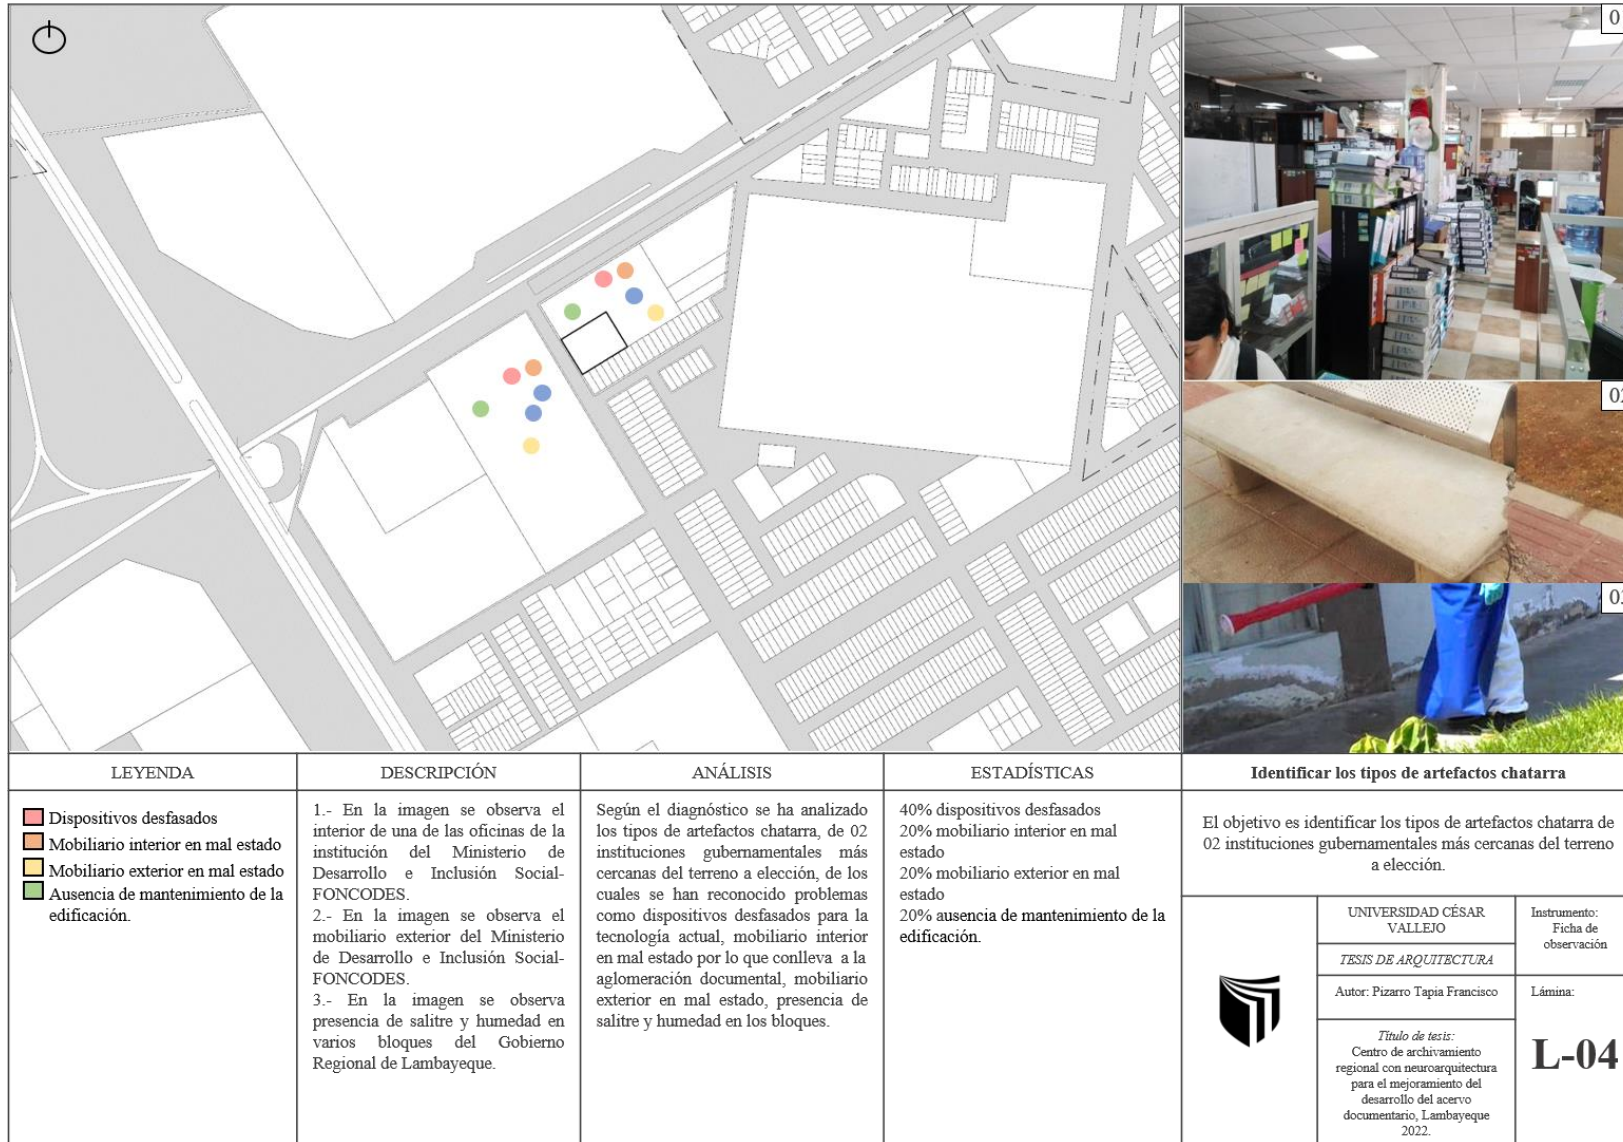 0
02
03
LEYENDA
Dispositivos desfasados
Mobiliario interior en mal estado
Mobiliario exterior en mal estado
Ausencia de mantenimiento de la
edificación.
DESCRIPCIÓN
1.- En la imagen se observa el
interior de una de las oficinas de la
institución del Ministerio de
Desarrollo e Inclusión Social-
FONCODES.
2.- En la imagen se observa el
mobiliario exterior del Ministerio
de Desarrollo e Inclusión Social-
FONCODES.
3.- En la imagen se observa
presencia de salitre y humedad en
varios bloques del Gobierno
Regional de Lambayeque.
ANÁLISIS
Según el diagnóstico se ha analizado
los tipos de artefactos chatarra, de 02
instituciones gubernamentales más
cercanas del terreno a elección, de los
cuales se han reconocido problemas
como dispositivos desfasados para la
tecnología actual, mobiliario interior
en mal estado por lo que conlleva a la
aglomeración documental, mobiliario
exterior en mal estado, presencia de
salitre y humedad en los bloques.
ESTADÍSTICAS
40% dispositivos desfasados
20% mobiliario interior en mal
estado
20% mobiliario exterior en mal
estado
20% ausencia de mantenimiento de la
edificación.
Identificar los tipos de artefactos chatarra
El objetivo es identificar los tipos de artefactos chatarra de
02 instituciones gubernamentales más cercanas del terreno
a elección.
UNIVERSIDAD CÉSAR
VALLEJO
TESIS DE ARQUITECTURA
Autor: Pizarro Tapia Francisco
Título de tesis:
Centro de archivamiento
regional con neuroarquitectura
para el mejoramiento del
desarrollo del acervo
documentario, Lambayeque
2022.
Instrumento:
Ficha de
observación
Lámina:
L-04